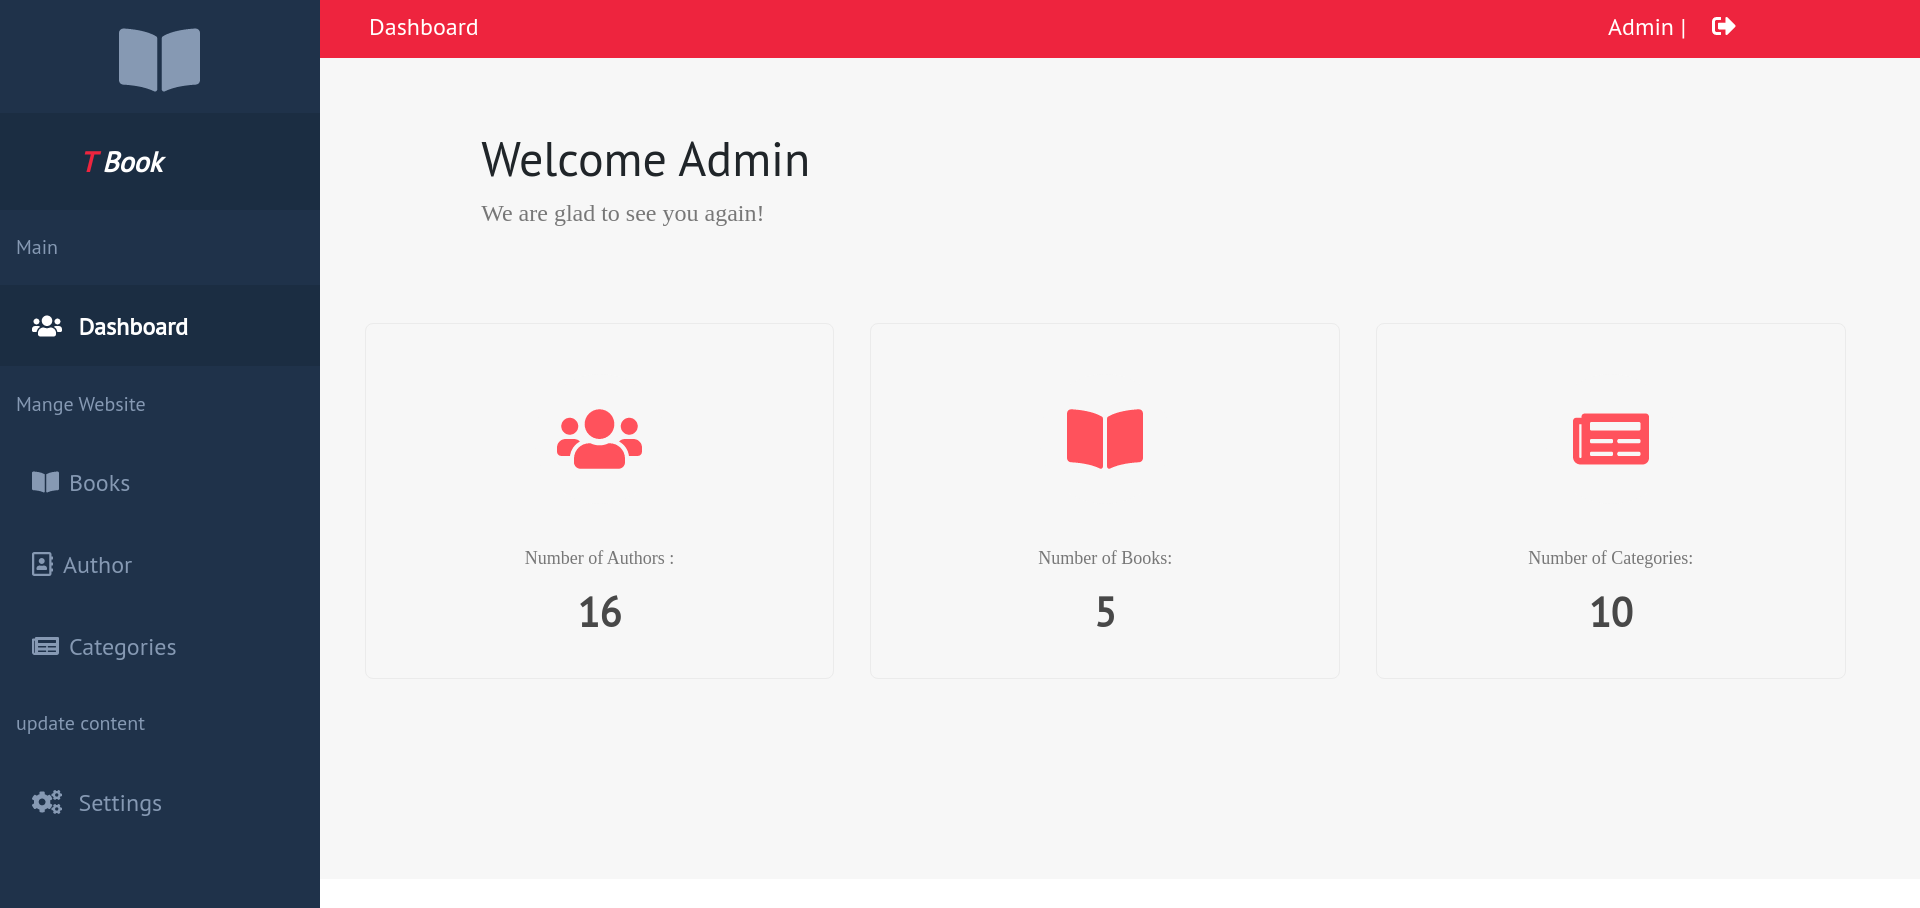 T Book
Main
Dashboard
Mange Website
Books
Author
Categories
update content
Settings
Dashboard
Admin |
Welcome Admin
We are glad to see you again!
Number of Authors :
16
Number of Books:
5
Number of Categories:
10